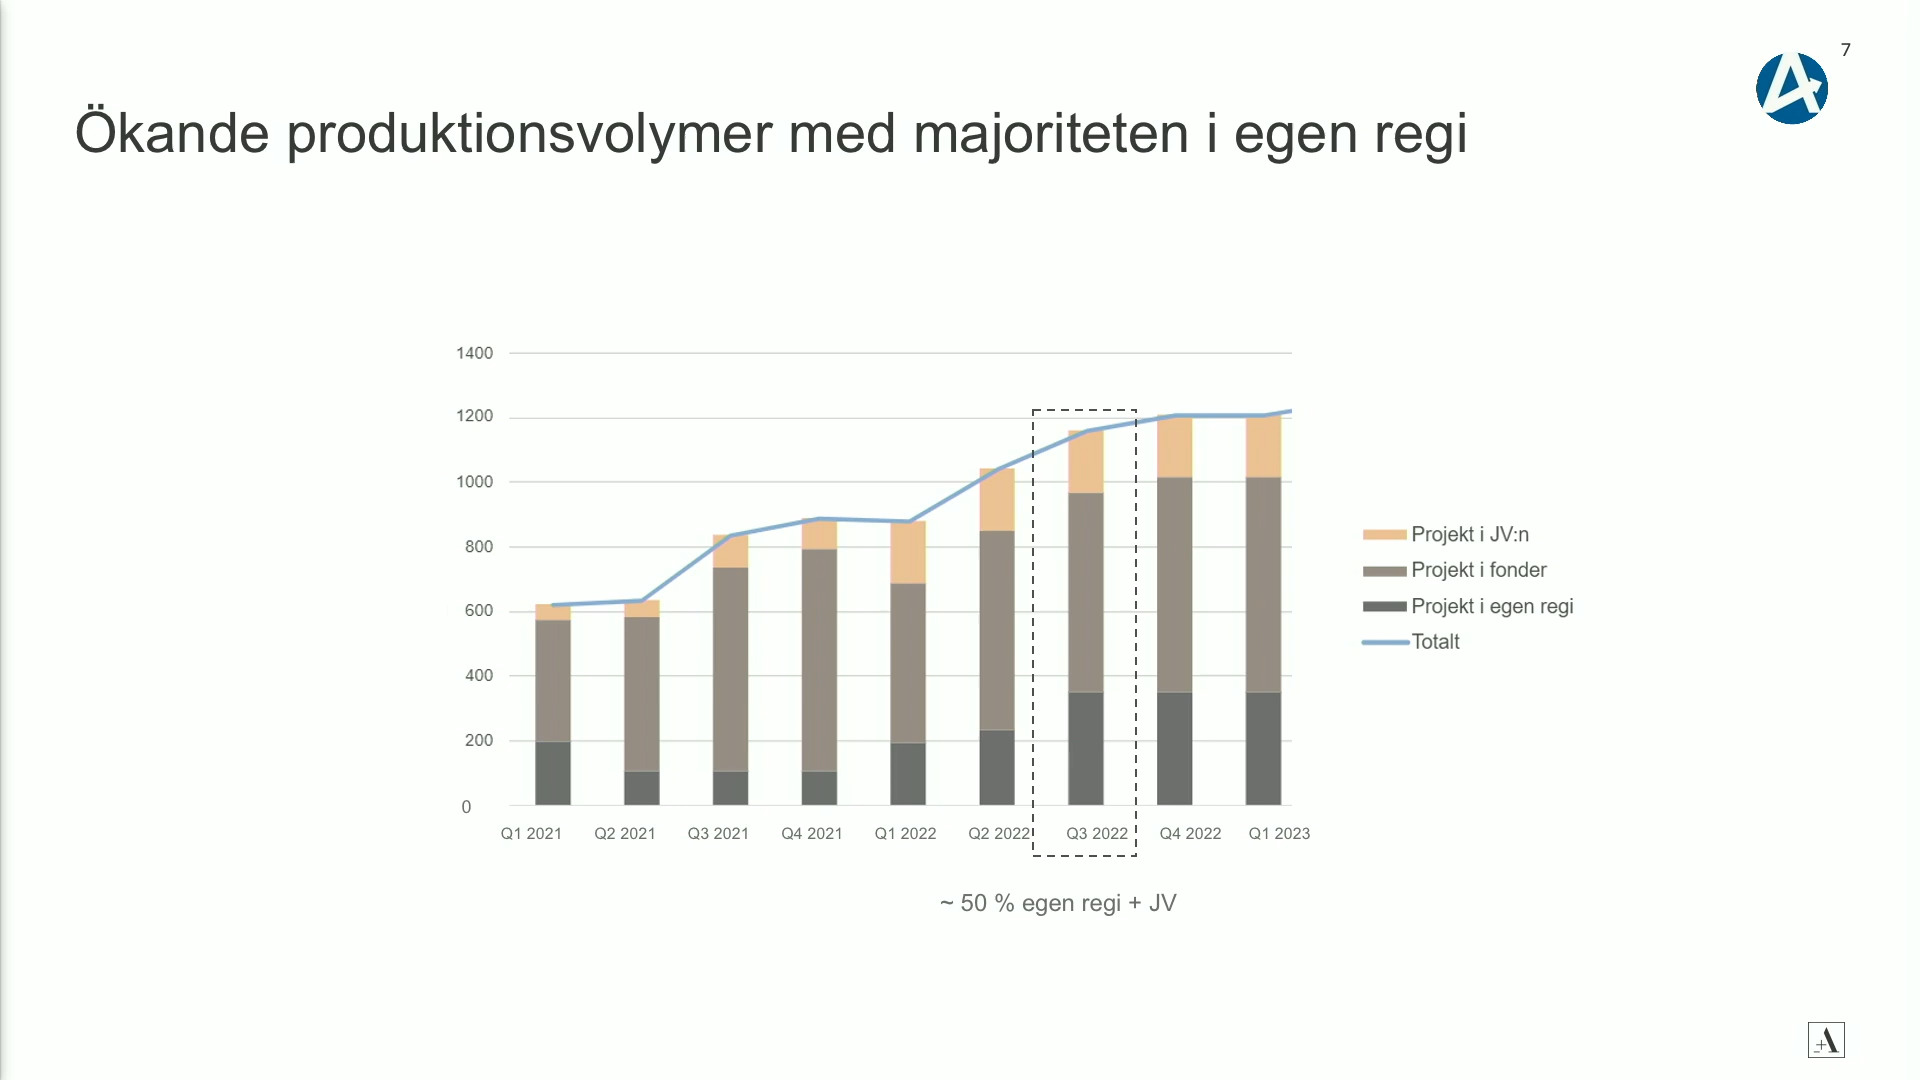 7
Ökande produktionsvolymer med majoriteten i egen regi
1400
1200
1000
800
600
400
200
0
Q1 2021 Q2 2021 Q3 2021 Q4 2021 Q1 2022 Q2 2022 Q3 2022 Q4 2022 Q1 2023
Projekt i JV:n
Projekt i fonder
Projekt i egen regi
Totalt
~ 50 % egen regi + JV